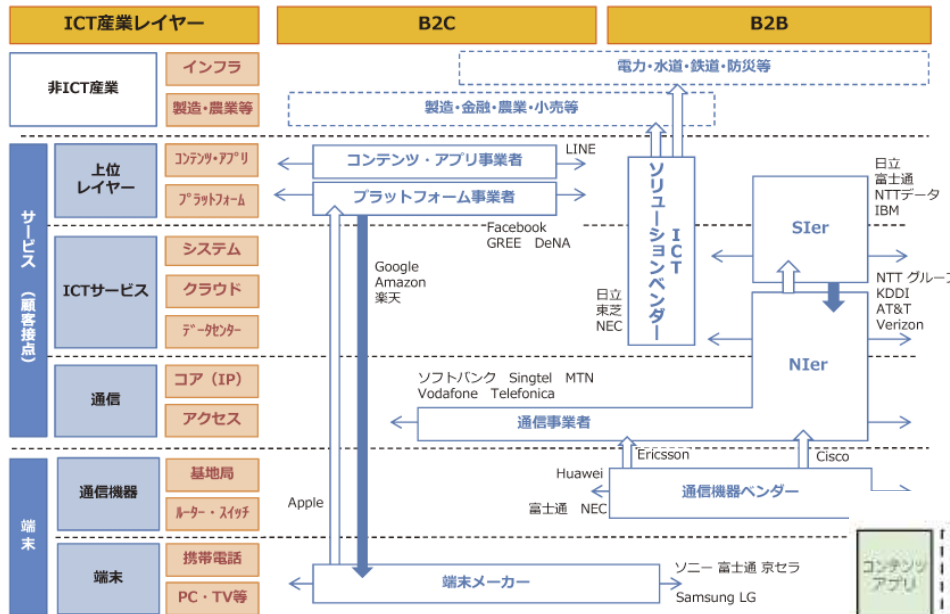 ICT産業レイヤー
B2C
B2B
非ICT産業
インフラ
製造・農業等
電力・水道・鉄道・防災等
製造・金融・農業・小売等
サービス（顧客接点）
上位
レイヤー
コンテンツ・アプリ
プラットフォーム
コンテンツ・アプリ事業者
LINE
プラットフォーム事業者
Facebook
GREE DeNA
Google
Amazon
楽天
ICT
ソリューションベンダー
日立
東芝
NEC
日立
富士通
NTTデータ
IBM
SIer
ICTサービス
システム
クラウド
データセンター
NTT グループ
KDDI
AT&T
Verizon
NIer
通信
コア（IP）
アクセス
ソフトバンク Singtel MTN
Vodafone Telefonica
通信事業者
端末
通信機器
基地局
ルーター・スイッチ
Apple
Ericsson
Cisco
Huawei
富士通 NEC
通信機器ベンダー
端末
携帯電話
PC・TV等
端末メーカー
ソニー 富士通 京セラ
Samsung LG
コンテンツ
アプリ